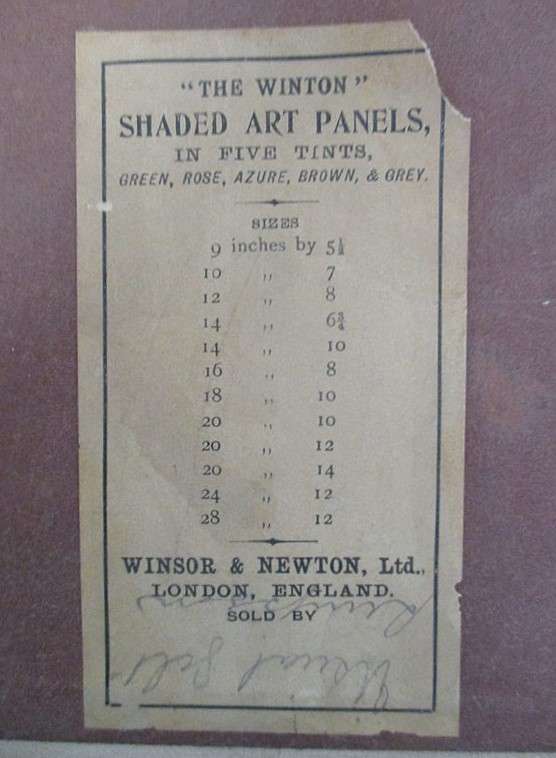 "THE WINTON"
SHADED ART PANELS,
IN FIVE TINTS,
GREEN, ROSE, AZURE, BROWN, & GREY.
SIZES
9 inches by 5¼
10 ,, 7
12 ,, 8
14 ,, 6¾
14 ,, 10
16 ,, 8
18 ,, 10
20 ,, 10
20 ,, 12
20 ,, 14
24 ,, 12
28 ,, 12
WINSOR & NEWTON, Ltd.,
LONDON, ENGLAND.
SOLD BY